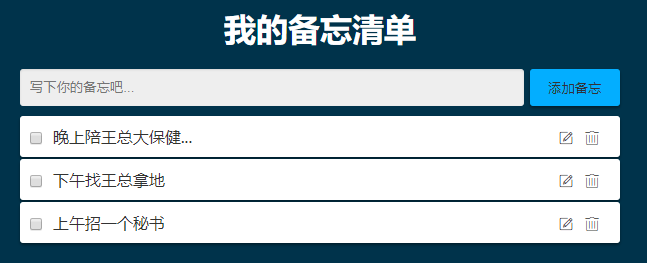 我的备忘清单
写下你的备忘吧...
添加备忘
晚上陪王总大保健...
下午找王总拿地
上午招一个秘书